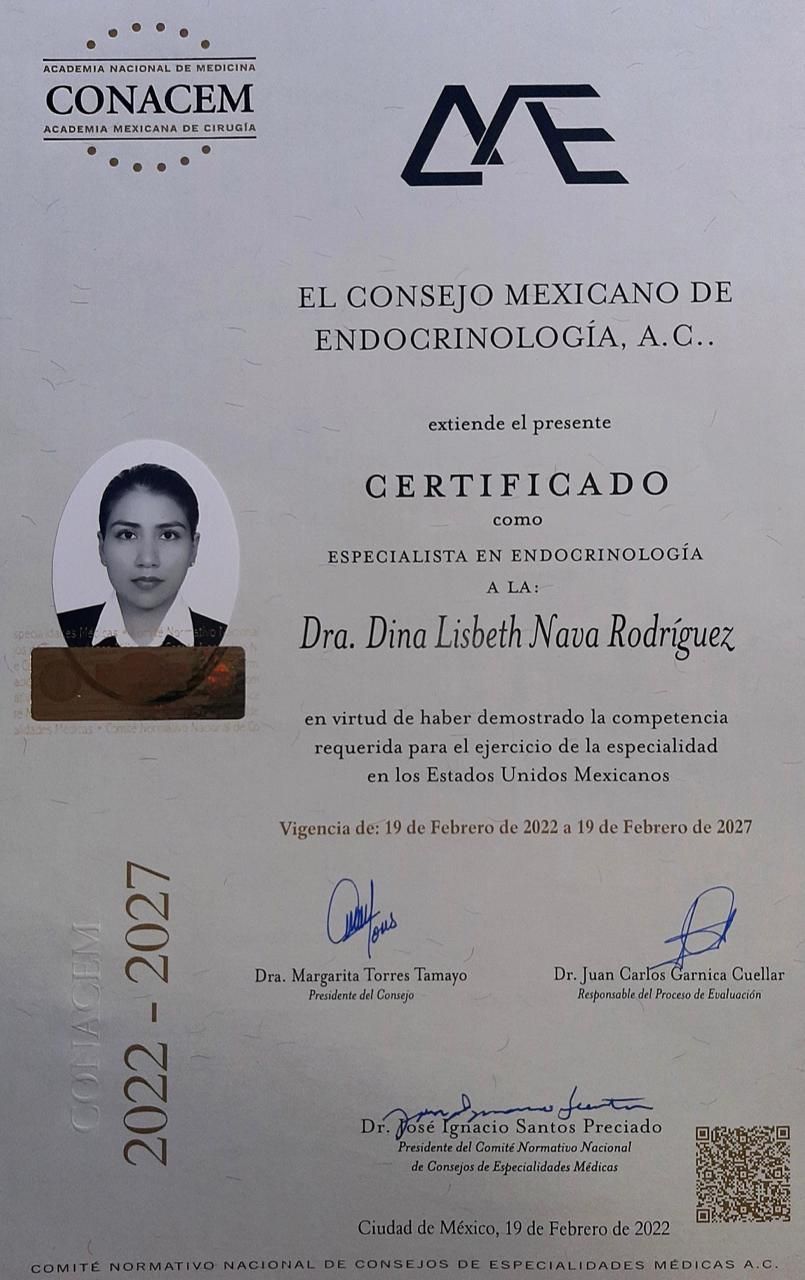 ACADEMIA NACIONAL DE MEDICINA
CONACEM
ACADEMIA MEXICANA DE CIRUGÍA
CME
EL CONSEJO MEXICANO DE
ENDOCRINOLOGÍA, A.C..
extiende el presente
CERTIFICADO
como
ESPECIALISTA EN ENDOCRINOLOGÍA
A LA:
Dra. Dina Lisbeth Nava Rodríguez
en virtud de haber demostrado la competencia
requerida para el ejercicio de la especialidad
en los Estados Unidos Mexicanos
Vigencia de: 19 de Febrero de 2022 a 19 de Febrero de 2027
CONACEM
2022 - 2027
Dra. Margarita Torres Tamayo
Presidente del Consejo
Dr. Juan Carlos Garnica Cuellar
Responsable del Proceso de Evaluación
Dr. José Ignacio Santos Preciado
Presidente del Comité Normativo Nacional
de Consejos de Especialidades Médicas
Ciudad de México, 19 de Febrero de 2022
COMITÉ NORMATIVO NACIONAL DE CONSEJOS DE ESPECIALIDADES MÉDICAS A.C.